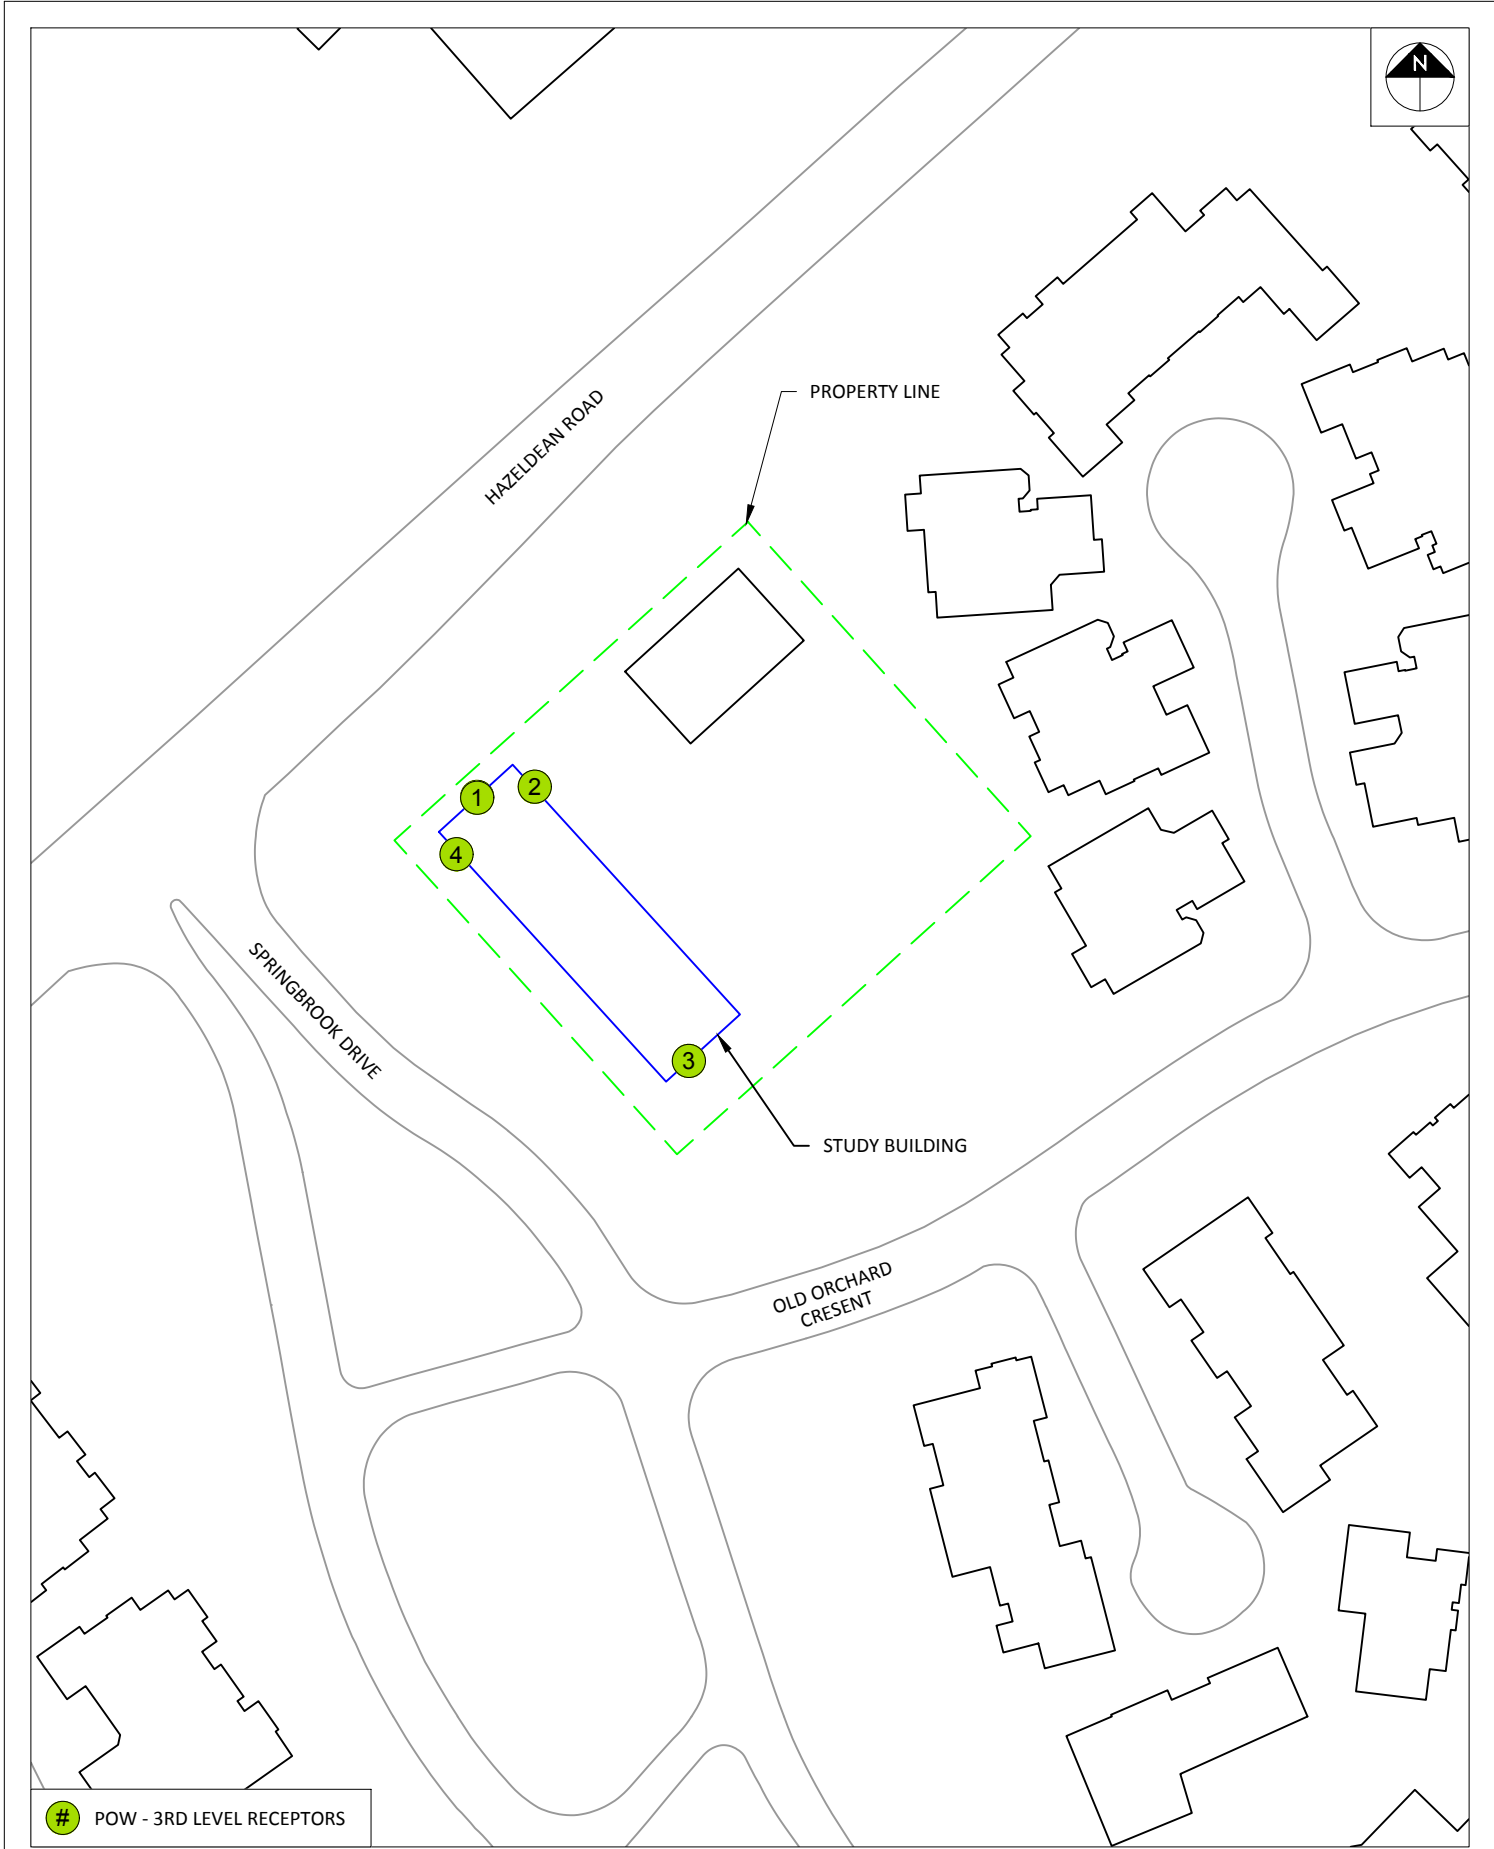 N
PROPERTY LINE
HAZELDEAN ROAD
1
2
4
SPRINGBROOK DRIVE
3
STUDY BUILDING
OLD ORCHARD
CRESENT
# POW - 3RD LEVEL RECEPTORS